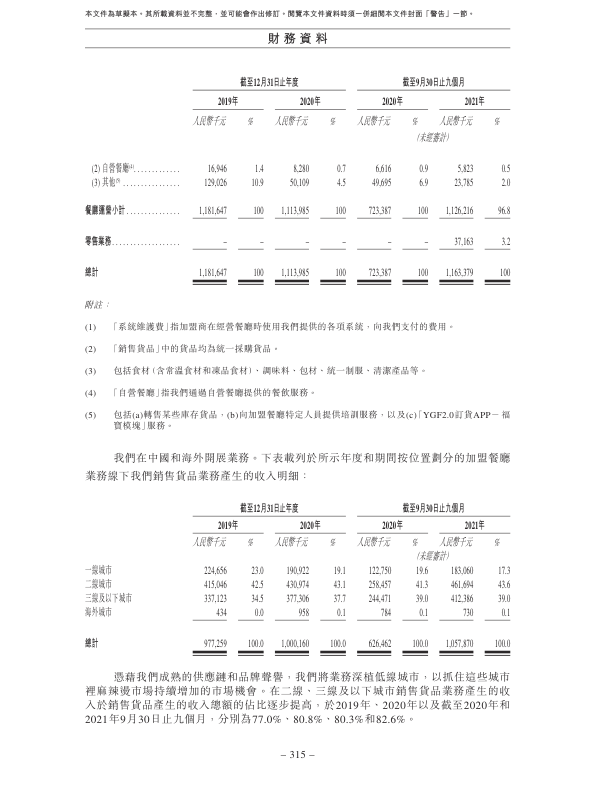 本文件為草擬本。其所載資料並不完整，並可能會作出修訂。閱覽本文件資料時須一併細閱本文件封面「警告」一節。
財務資料
截至12月31日止年度 截至9月30日止九個月
2019年 2020年 2020年 2021年
人民幣千元 % 人民幣千元 % 人民幣千元 % 人民幣千元 %
(未經審計)
(2) 自營餐廳(4)............. 16,946 1.4 8,280 0.7 6,616 0.9 5,823 0.5
(3) 其他(5) ................ 129,026 10.9 50,109 4.5 49,695 6.9 23,785 2.0
餐廳運營小計.............. 1,181,647 100 1,113,985 100 723,387 100 1,126,216 96.8
零售業務.................. – – – – – – 37,163 3.2
總計 1,181,647 100 1,113,985 100 723,387 100 1,163,379 100
附註：
(1) 「系統維護費」指加盟商在經營餐廳時使用我們提供的各項系統，向我們支付的費用。
(2) 「銷售貨品」中的貨品均為統一採購貨品。
(3) 包括食材(含常溫食材和凍品食材)、調味料、包材、統一制服、清潔產品等。
(4) 「自營餐廳」指我們通過自營餐廳提供的餐飲服務。
(5) 包括(a)轉售某些庫存貨品，(b)向加盟餐廳特定人員提供培訓服務，以及(c)「YGF2.0訂貨APP－福
寶模塊」服務。
我們在中國和海外開展業務。下表載列於所示年度和期間按位置劃分的加盟餐廳
業務線下我們銷售貨品業務產生的收入明細：
截至12月31日止年度 截至9月30日止九個月
2019年 2020年 2020年 2021年
人民幣千元 % 人民幣千元 % 人民幣千元 % 人民幣千元 %
(未經審計)
一線城市 224,656 23.0 190,922 19.1 122,750 19.6 183,060 17.3
二線城市 415,046 42.5 430,974 43.1 258,457 41.3 461,694 43.6
三線及以下城市 337,123 34.5 377,306 37.7 244,471 39.0 412,386 39.0
海外城市 434 0.0 958 0.1 784 0.1 730 0.1
總計 977,259 100.0 1,000,160 100.0 626,462 100.0 1,057,870 100.0
憑藉我們成熟的供應鏈和品牌聲譽，我們將業務深植低線城市，以抓住這些城市
裡麻辣燙市場持續增加的市場機會。在二線、三線及以下城市銷售貨品業務產生的收
入於銷售貨品產生的收入總額的佔比逐步提高，於2019年、2020年以及截至2020年和
2021年9月30日止九個月，分別為77.0%、80.8%、80.3%和82.6%。
– 315 –